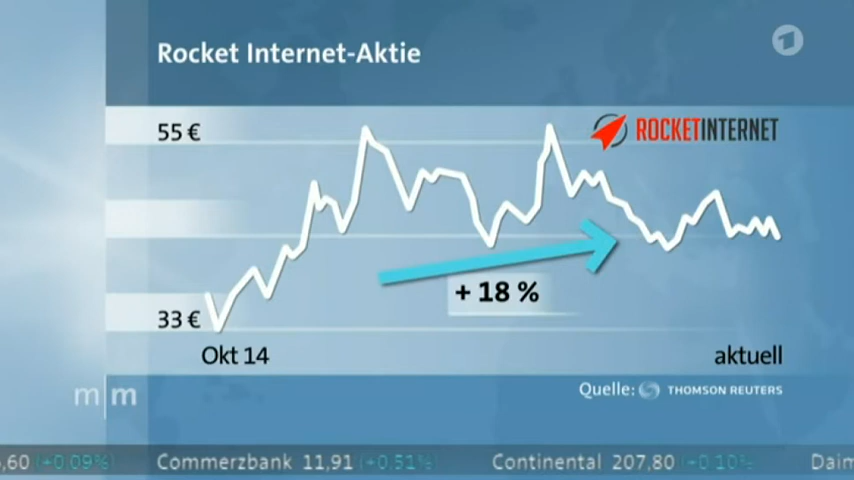 Rocket Internet-Aktie
1
55 €
ROCKETINTERNET
+ 18 %
33 €
Okt 14
aktuell
m|m
Quelle: THOMSON REUTERS
,60 (+0,09%) Commerzbank 11,91 (+0,51%) Continental 207,80 +0,10% Daim